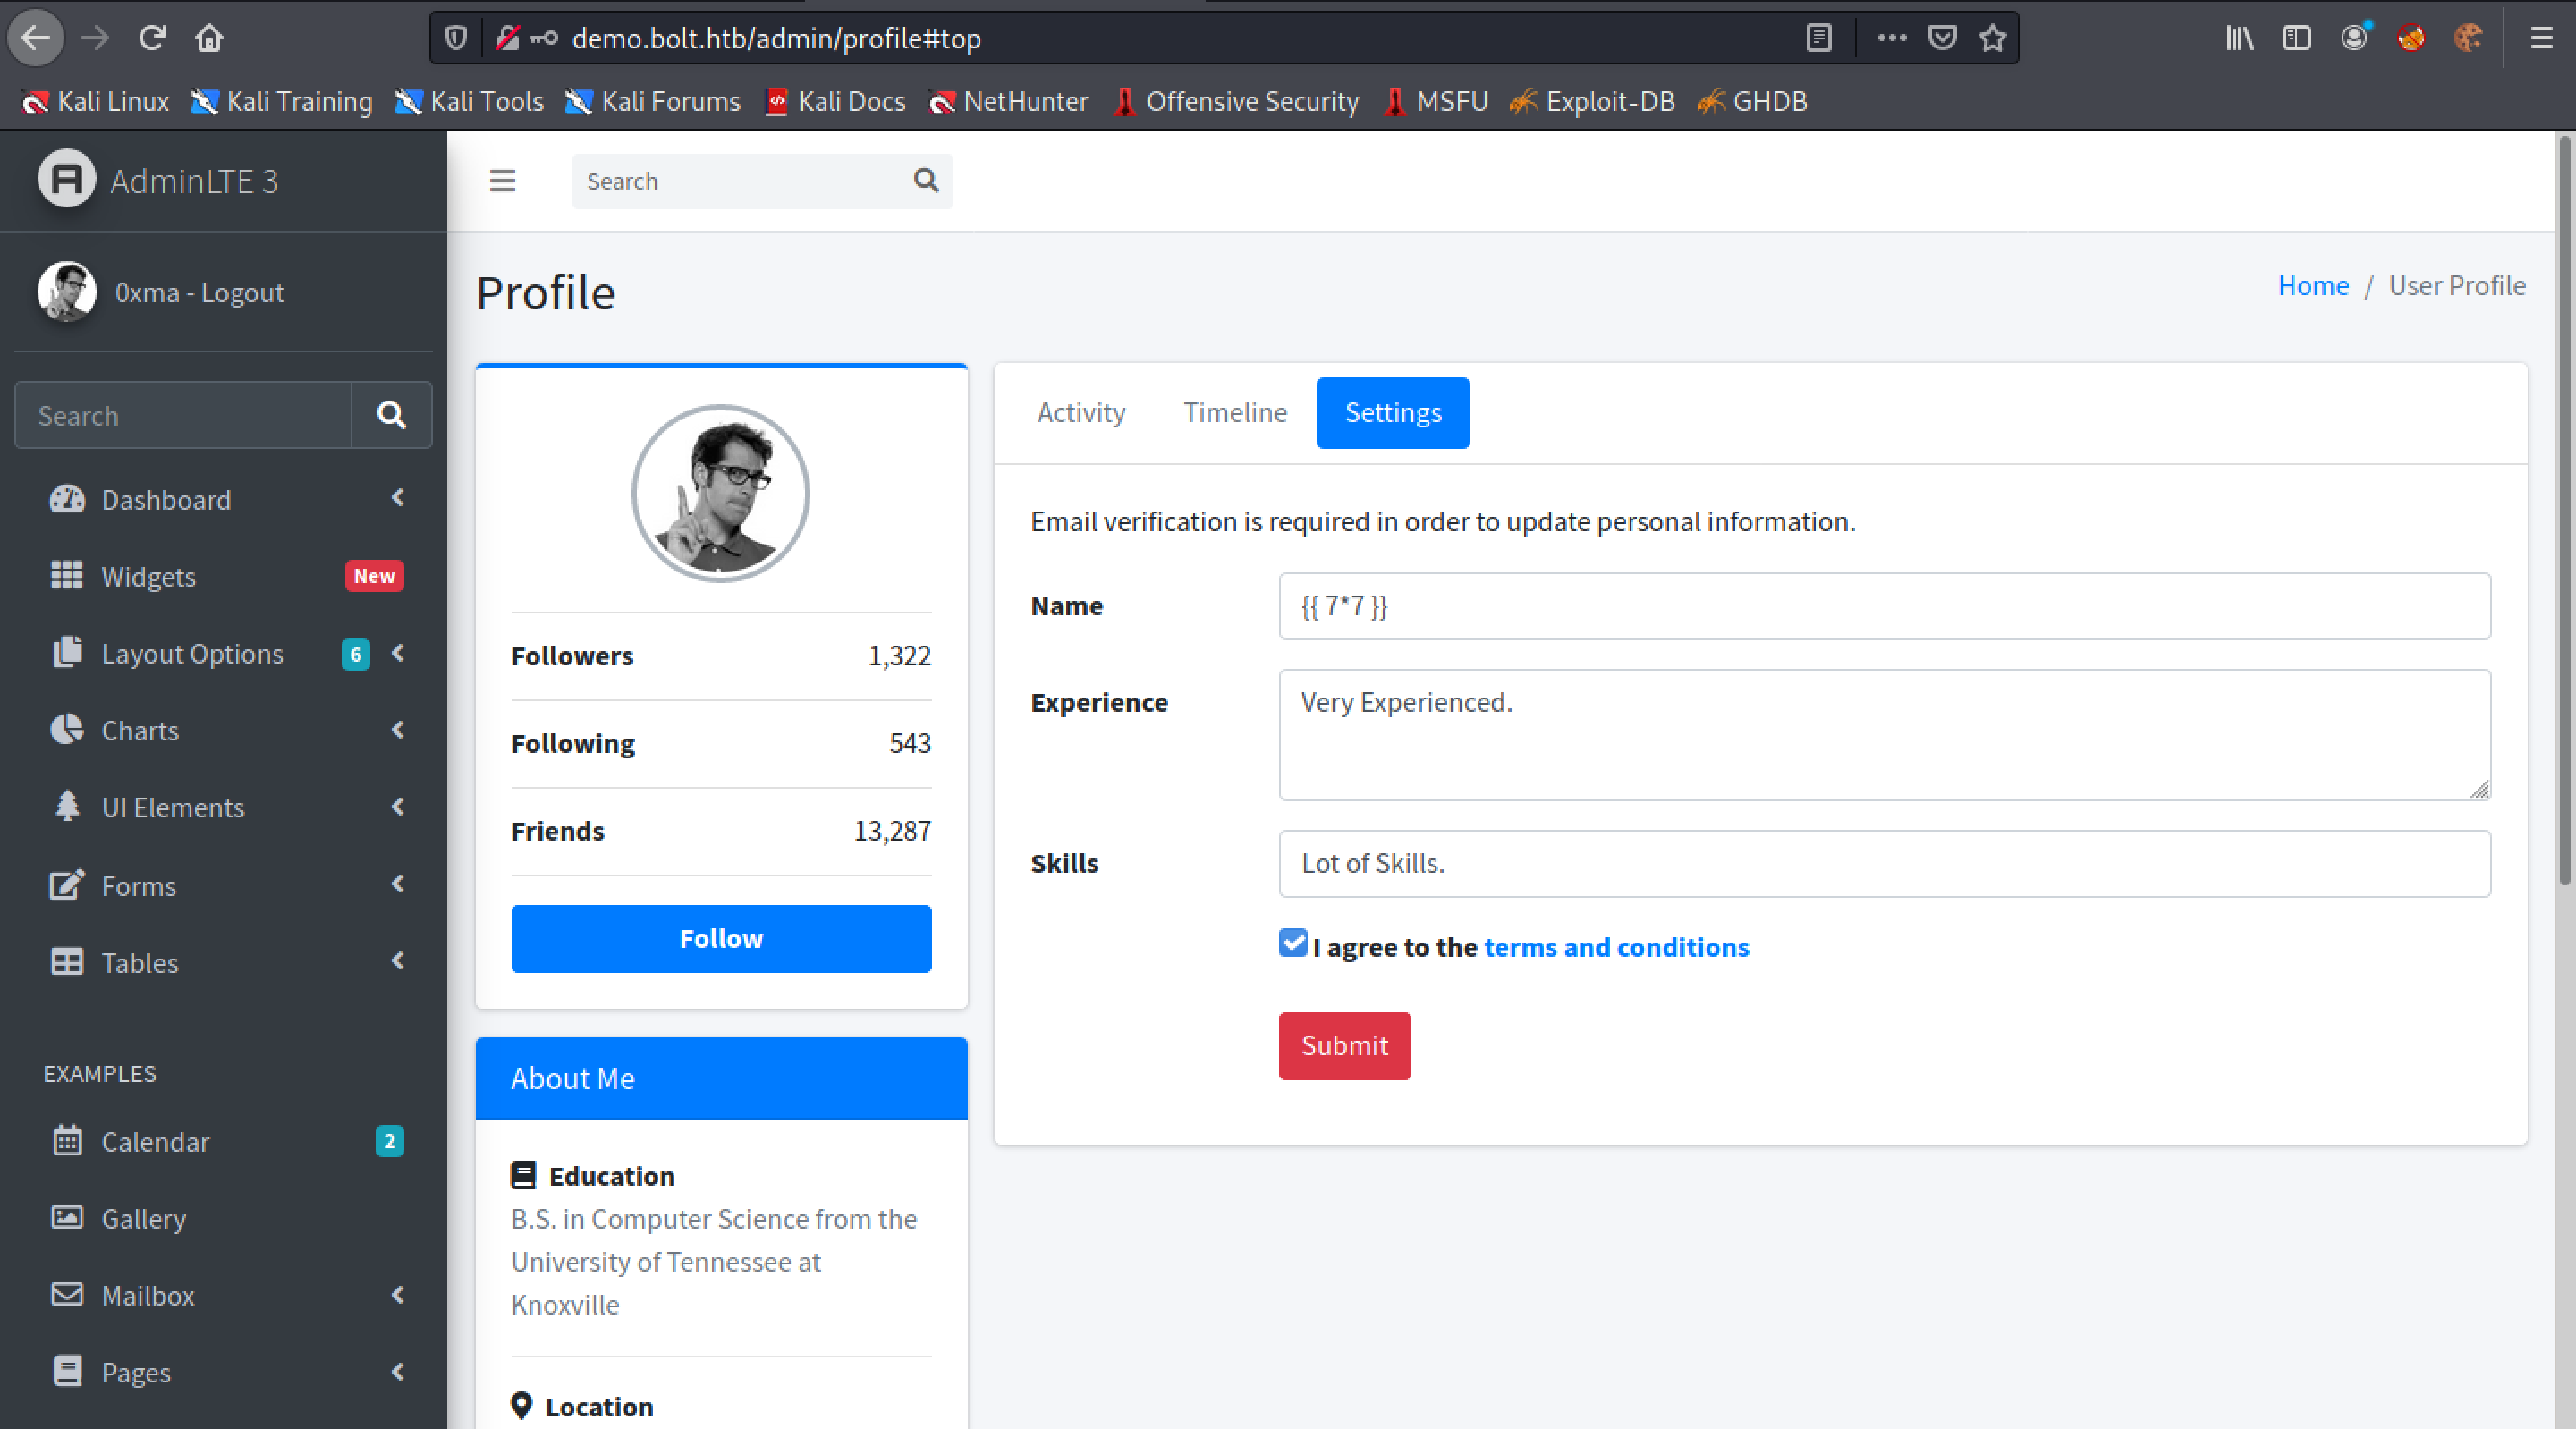 demo.bolt.htb/admin/profile#top
Kali Linux Kali Training Kali Tools Kali Forums Kali Docs NetHunter Offensive Security MSFU Exploit-DB GHDB
AdminLTE 3
0xma - Logout
Search
Dashboard
Widgets New
Layout Options 6
Charts
UI Elements
Forms
Tables
EXAMPLES
Calendar 2
Gallery
Mailbox
Pages
Search
Profile
Home / User Profile
Followers 1,322
Following 543
Friends 13,287
Follow
About Me
Education
B.S. in Computer Science from the
University of Tennessee at
Knoxville
Location
Activity Timeline Settings
Email verification is required in order to update personal information.
Name {{ 7*7 }}
Experience Very Experienced.
Skills Lot of Skills.
I agree to the terms and conditions
Submit